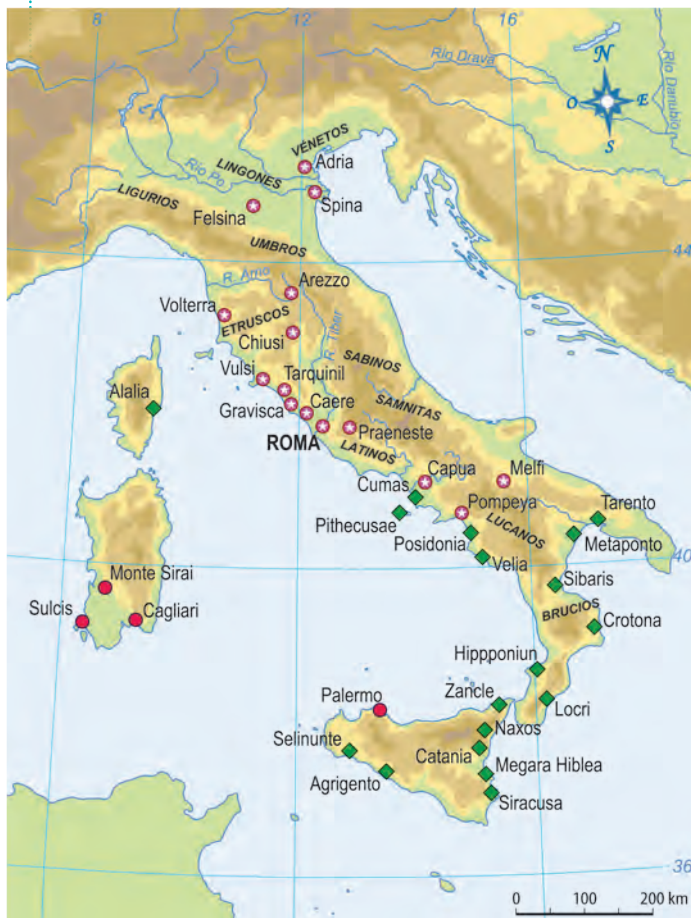 8
12
16°
N
O
E
S
Río Drava
Río Danubio
VÉNETOS
Adria
LINGONES
Río Po
Spina
LIGURIOS
Felsina
UMBROS
44
R. Arno
Arezzo
Volterra
ETRUSCOS
Chiusi
R. Tíber
SABINOS
Vulsi
Tarquinil
Alalia
SAMNITAS
Gravisca
Caere
ROMA
Praeneste
LATINOS
Capua
Melfi
Cumas
Pompeya
Tarento
Pithecusae
LUCANOS
Posidonia
Metaponto
Velia
40
Monte Sirai
Sibaris
Sulcis
Cagliari
BRUCIOS
Crotona
Hippponiun
Zancle
Palermo
Locri
Naxos
Selinunte
Catania
Megara Hiblea
Agrigento
Siracusa
36
0 100 200 km